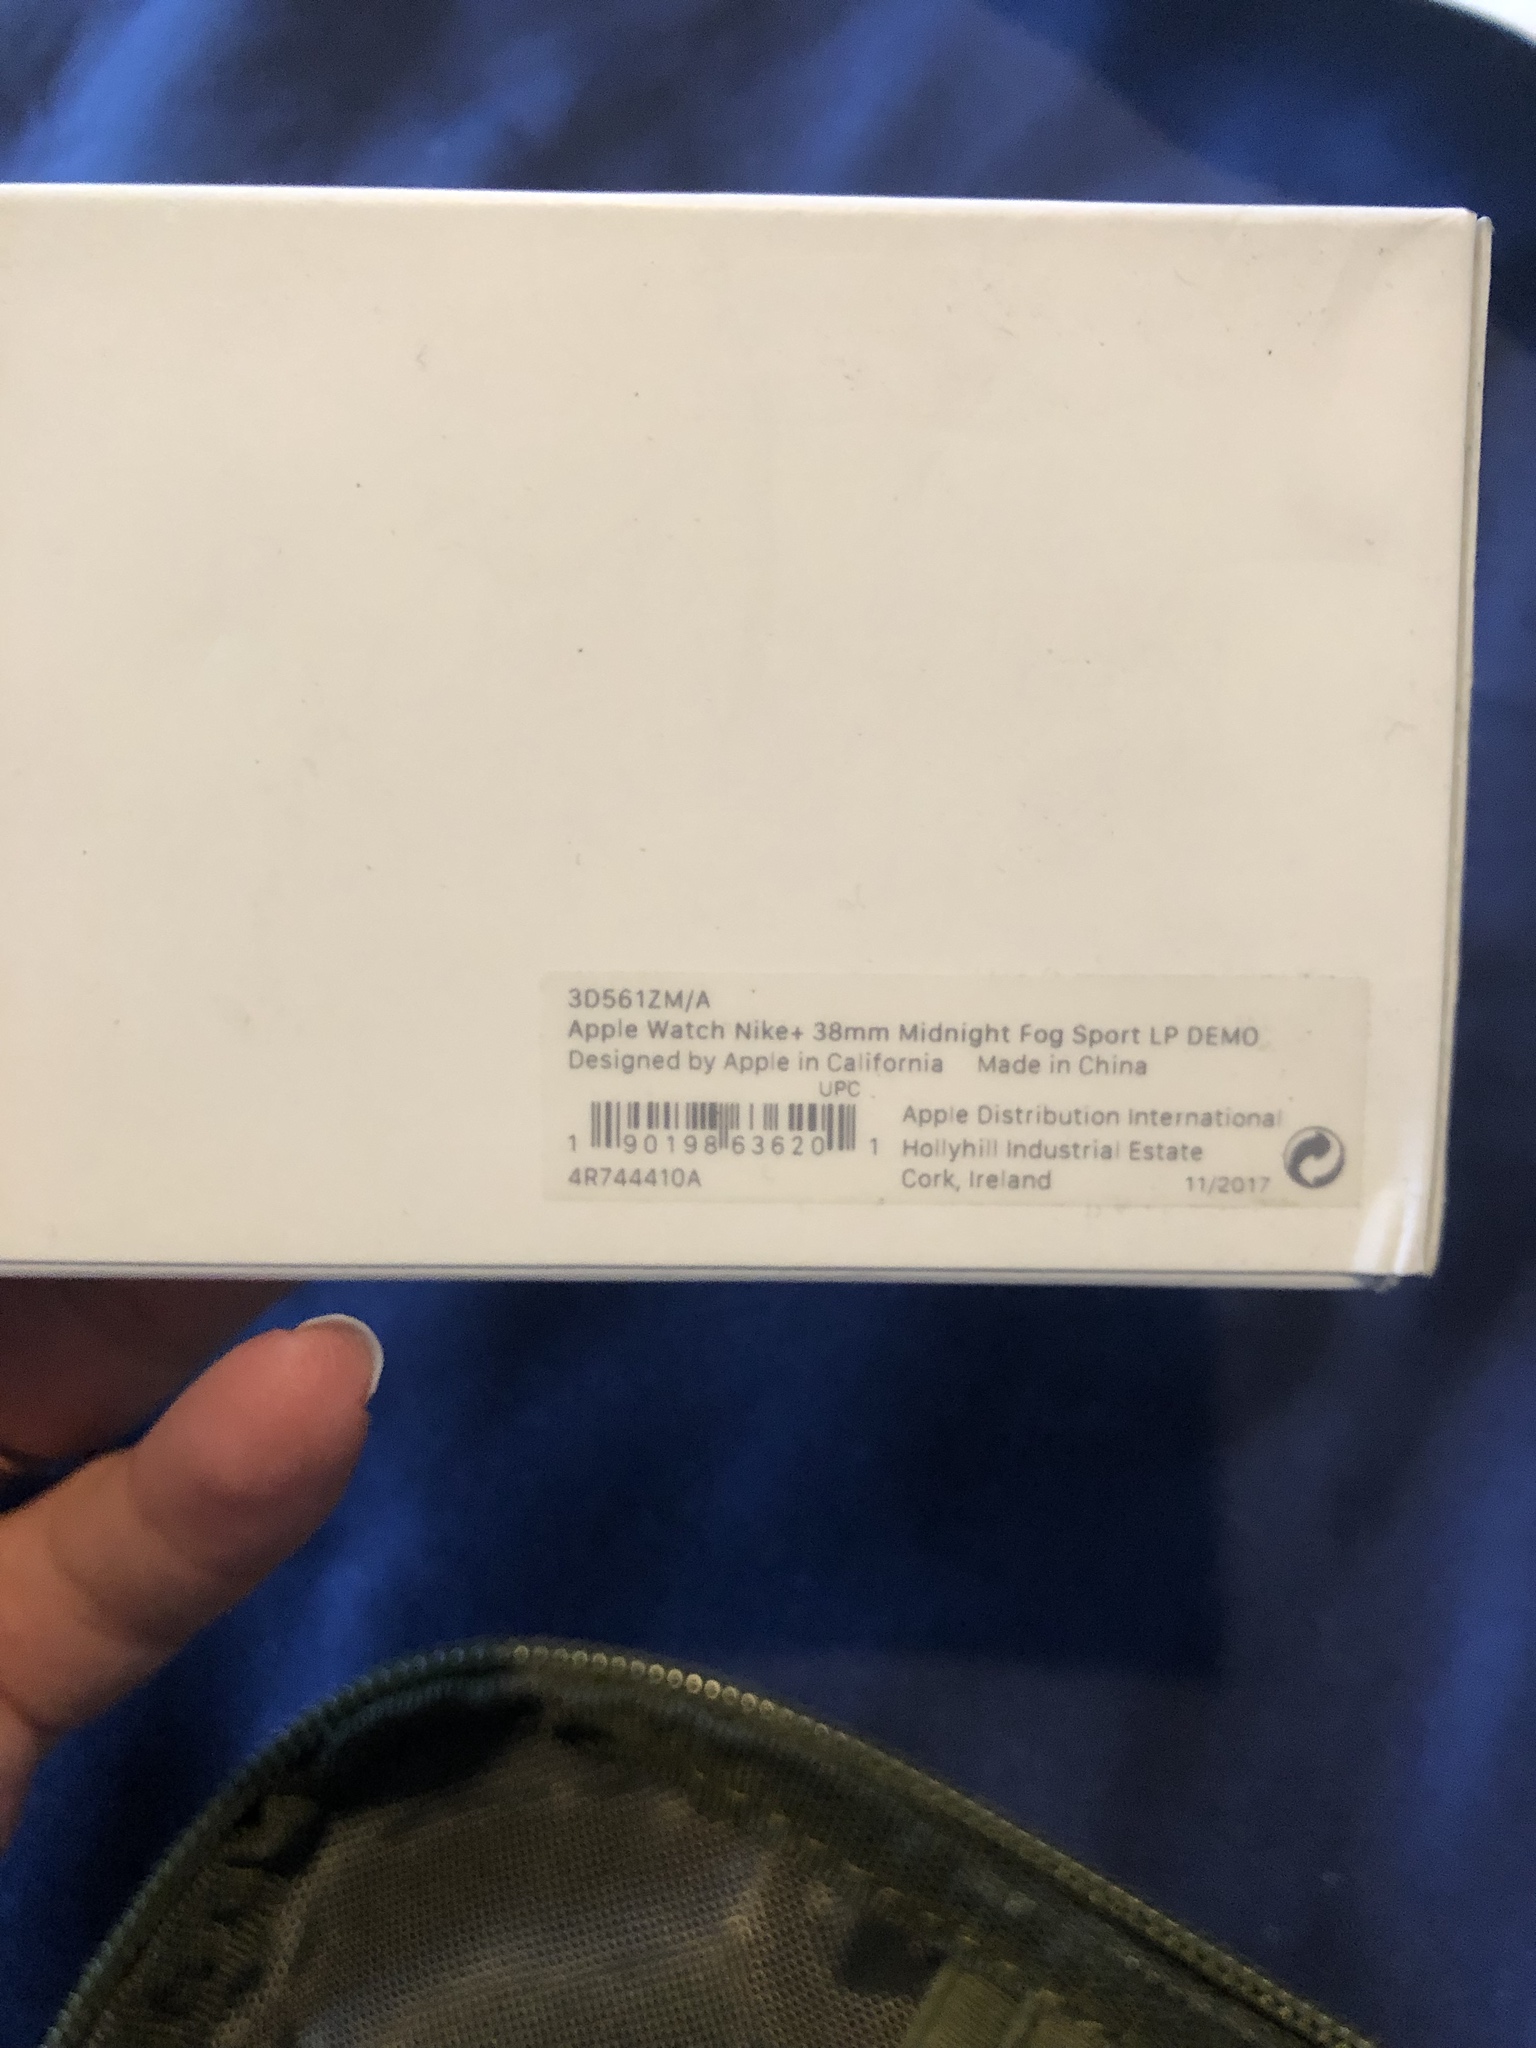 3D561ZM/A
Apple Watch Nike+ 38mm Midnight Fog Sport LP DEMO
Designed by Apple in California Made in China
UPC
1 90198 63620 1
4R744410A
Apple Distribution International
Hollyhill Industrial Estate
Cork, Ireland 11/2017